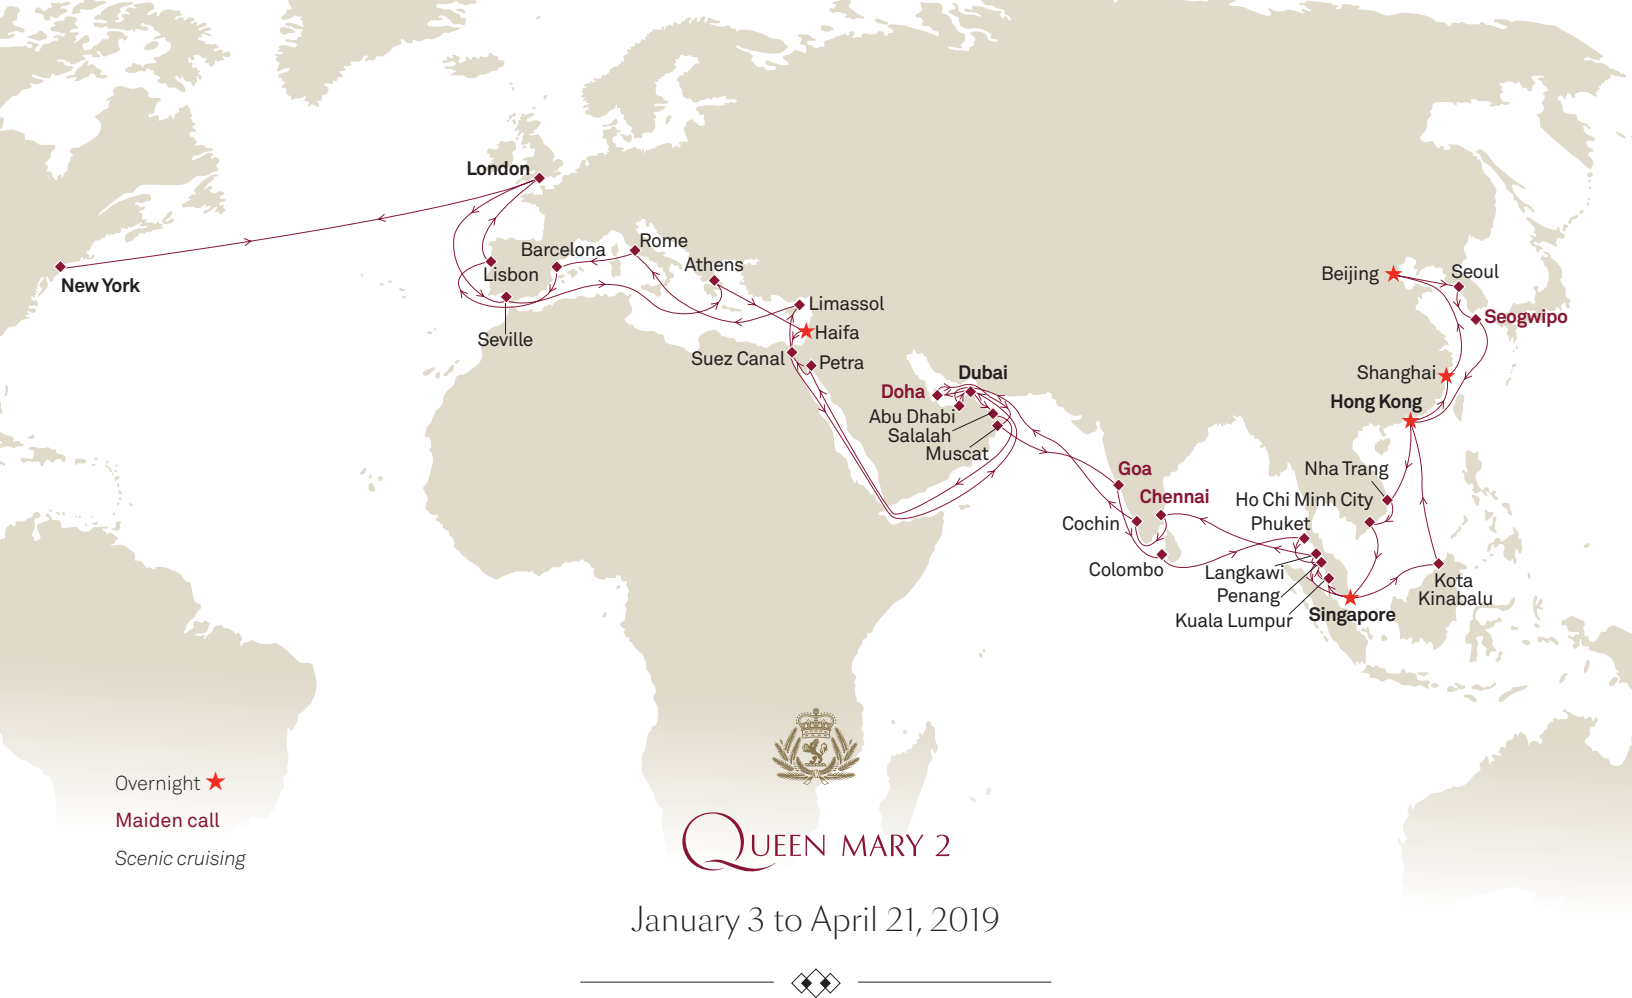 London
New York
Lisbon
Seville
Barcelona
Rome
Athens
Limassol
Haifa
Suez Canal
Petra
Doha
Dubai
Abu Dhabi
Salalah
Muscat
Goa
Chennai
Cochin
Colombo
Beijing
Seoul
Seogwipo
Shanghai
Hong Kong
Nha Trang
Ho Chi Minh City
Phuket
Langkawi
Penang
Kuala Lumpur
Singapore
Kota
Kinabalu
Overnight
Maiden call
Scenic cruising
QUEEN MARY 2
January 3 to April 21, 2019